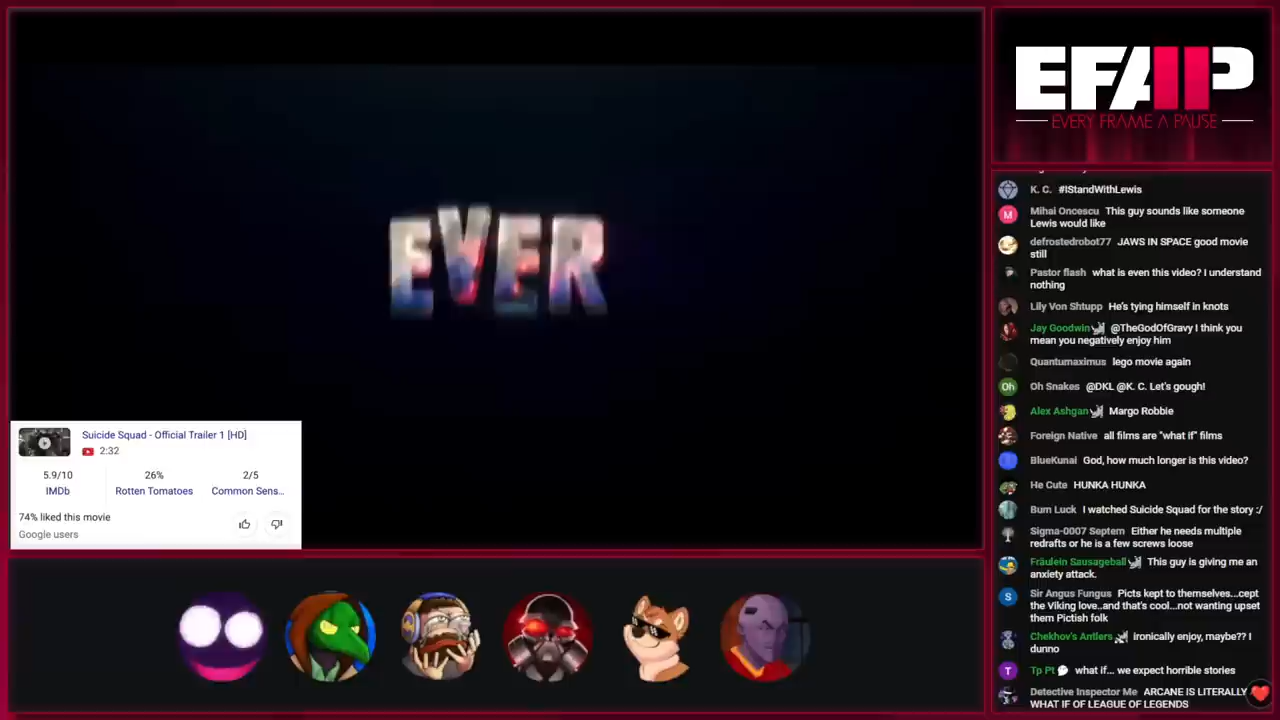 EVER
Suicide Squad - Official Trailer 1 [HD]
2:32
5.9/10
26%
2/5
IMDb
Rotten Tomatoes
Common Sens...
74% liked this movie
Google users
EFAP
EVERY FRAME A PAUSE
K. C. #IStandWithLewis
Mihai Oncescu This guy sounds like someone
Lewis would like
defrostedrobot77 JAWS IN SPACE good movie
still
Pastor flash what is even this video? I understand
nothing
Lily Von Shtupp He's tying himself in knots
Jay Goodwin @TheGodOfGravy I think you
mean you negatively enjoy him
Quantumaximus lego movie again
Oh Snakes @DKL @K. C. Let's gough!
Alex Ashgan Margo Robbie
Foreign Native all films are "what if" films
BlueKunai God, how much longer is this video?
He Cute HUNKA HUNKA
Burn Luck I watched Suicide Squad for the story :/
Sigma-0007 Septem Either he needs multiple
redrafts or he is a few screws loose
Fräulein Sausageball This guy is giving me an
anxiety attack.
Sir Angus Fungus Picts kept to themselves...cept
the Viking love..and that's cool...not wanting upset
them Pictish folk
Chekhov's Antlers ironically enjoy, maybe?? I
dunno
Tp Pt what if... we expect horrible stories
Detective Inspector Me ARCANE IS LITERALLY A
WHAT IF OF LEAGUE OF LEGENDS
M
Oh
S
T